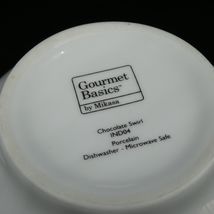 Gourmet
Basics™
by Mikasa
Chocolate Swirl
IND04
Porcelain
Dishwasher - Microwave Safe